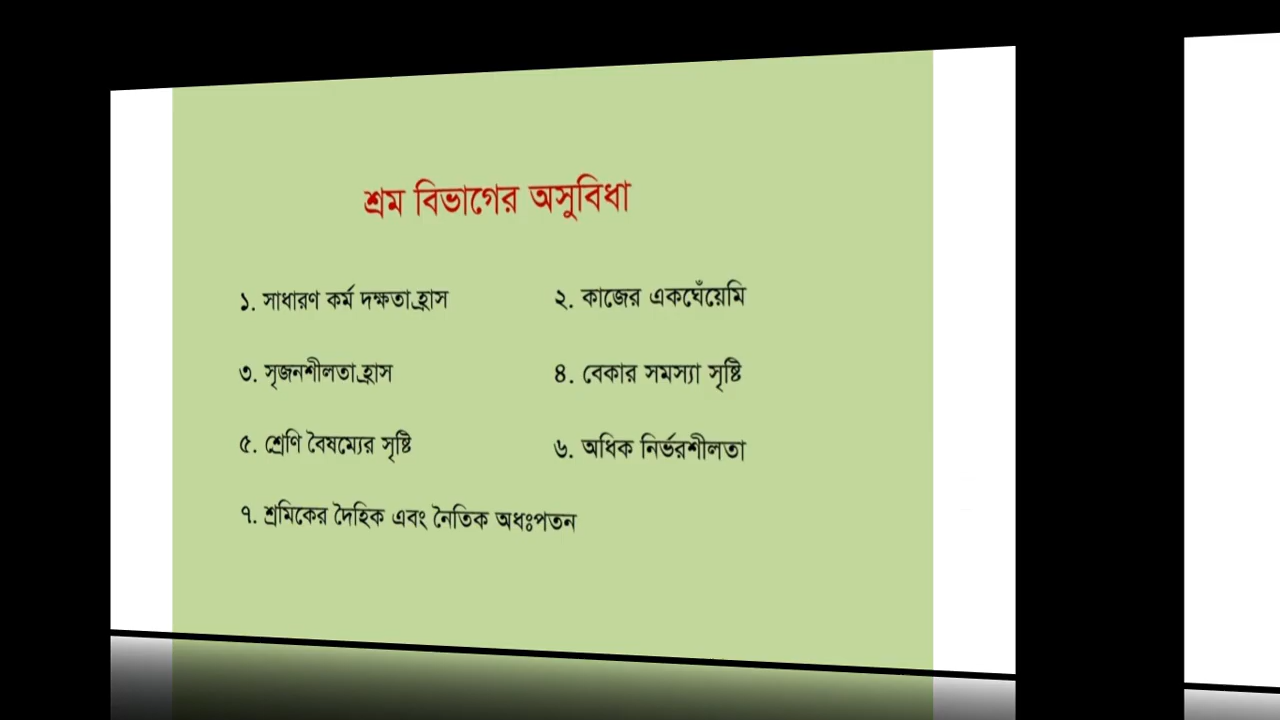 শ্রম বিভাগের অসুবিধা
১. সাধারণ কর্ম দক্ষতা হ্রাস ২. কাজের একঘেঁয়েমি
৩. সৃজনশীলতা হ্রাস ৪. বেকার সমস্যা সৃষ্টি
৫. শ্রেণি বৈষম্যের সৃষ্টি ৬. অধিক নির্ভরশীলতা
৭. শ্রমিকের দৈহিক এবং নৈতিক অধঃপতন